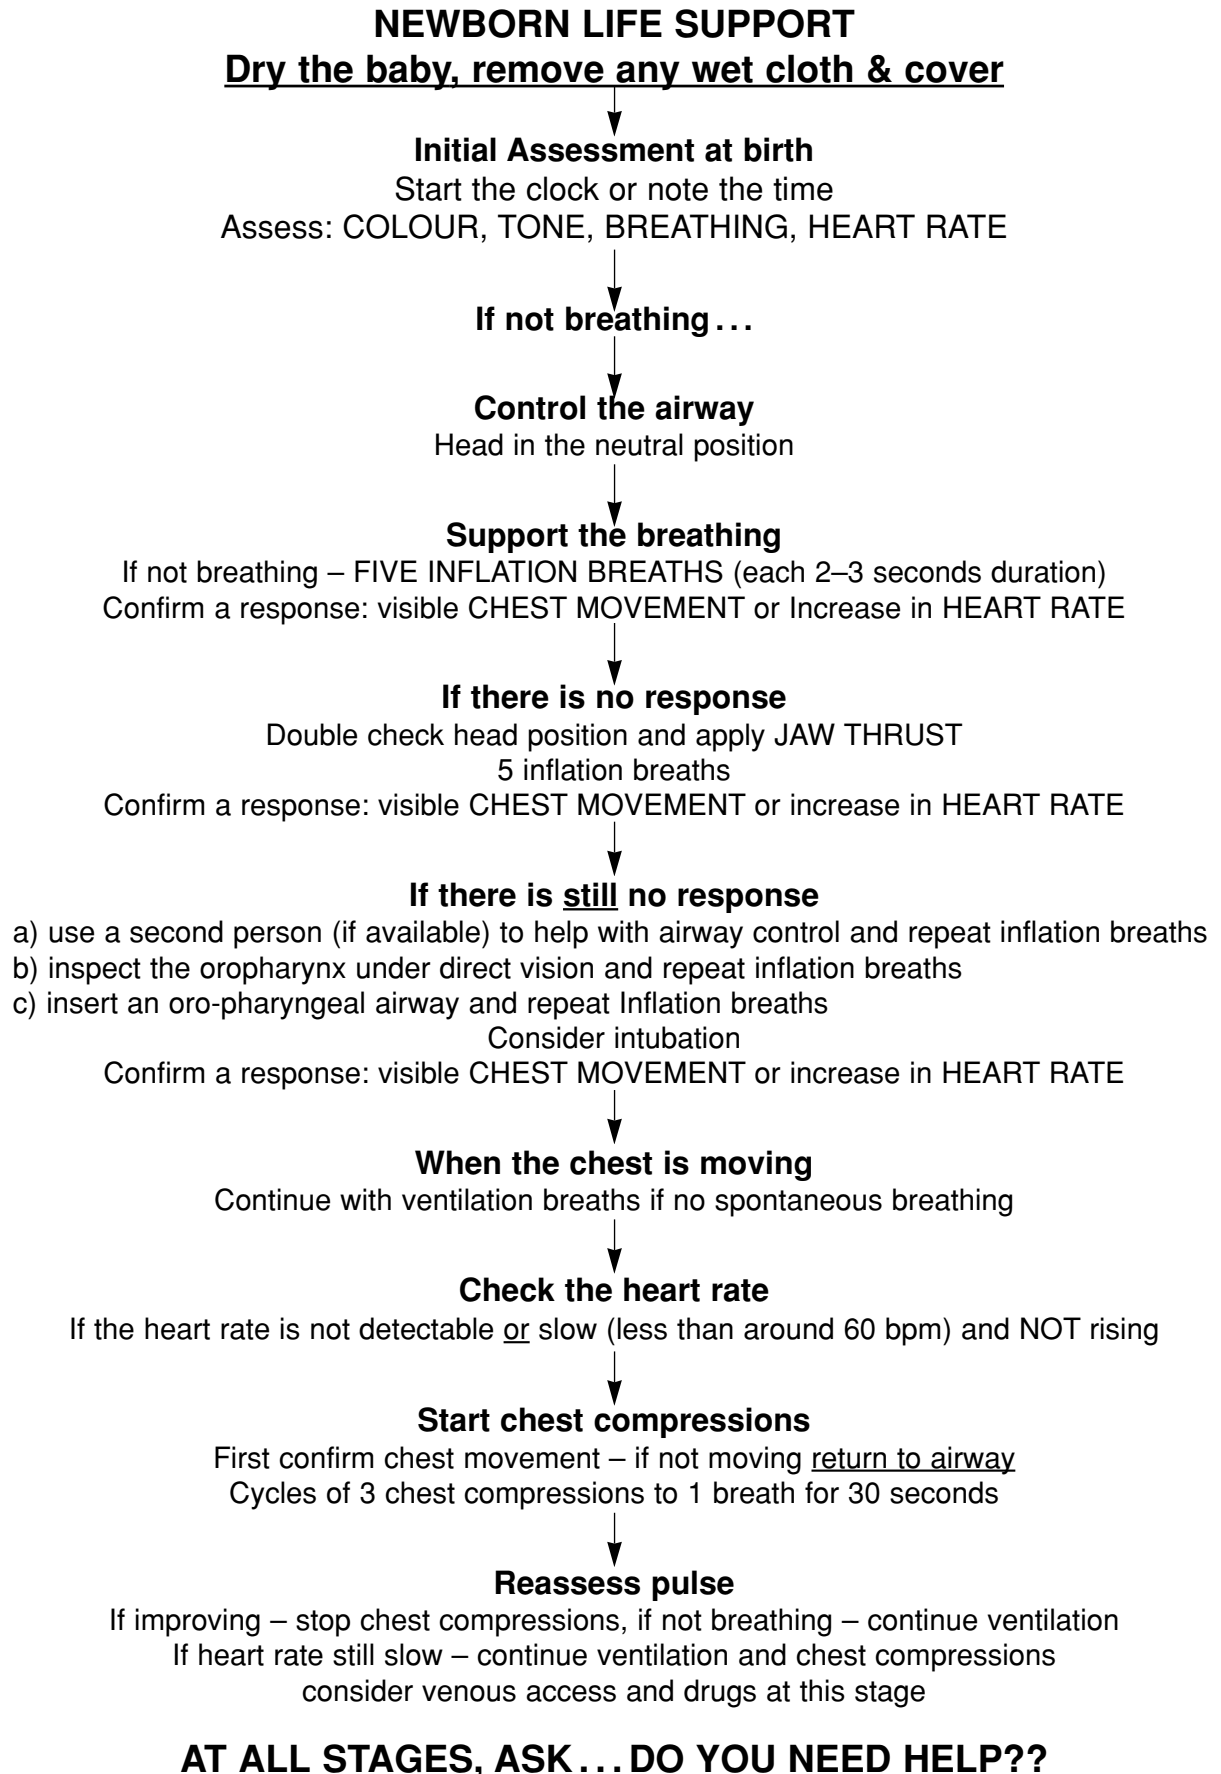 NEWBORN LIFE SUPPORT
Dry the baby, remove any wet cloth & cover
Initial Assessment at birth
Start the clock or note the time
Assess: COLOUR, TONE, BREATHING, HEART RATE
If not breathing . . .
Control the airway
Head in the neutral position
Support the breathing
If not breathing – FIVE INFLATION BREATHS (each 2–3 seconds duration)
Confirm a response: visible CHEST MOVEMENT or Increase in HEART RATE
If there is no response
Double check head position and apply JAW THRUST
5 inflation breaths
Confirm a response: visible CHEST MOVEMENT or increase in HEART RATE
If there is still no response
a) use a second person (if available) to help with airway control and repeat inflation breaths
b) inspect the oropharynx under direct vision and repeat inflation breaths
c) insert an oro-pharyngeal airway and repeat Inflation breaths
Consider intubation
Confirm a response: visible CHEST MOVEMENT or increase in HEART RATE
When the chest is moving
Continue with ventilation breaths if no spontaneous breathing
Check the heart rate
If the heart rate is not detectable or slow (less than around 60 bpm) and NOT rising
Start chest compressions
First confirm chest movement – if not moving return to airway
Cycles of 3 chest compressions to 1 breath for 30 seconds
Reassess pulse
If improving – stop chest compressions, if not breathing – continue ventilation
If heart rate still slow – continue ventilation and chest compressions
consider venous access and drugs at this stage
AT ALL STAGES, ASK . . . DO YOU NEED HELP??